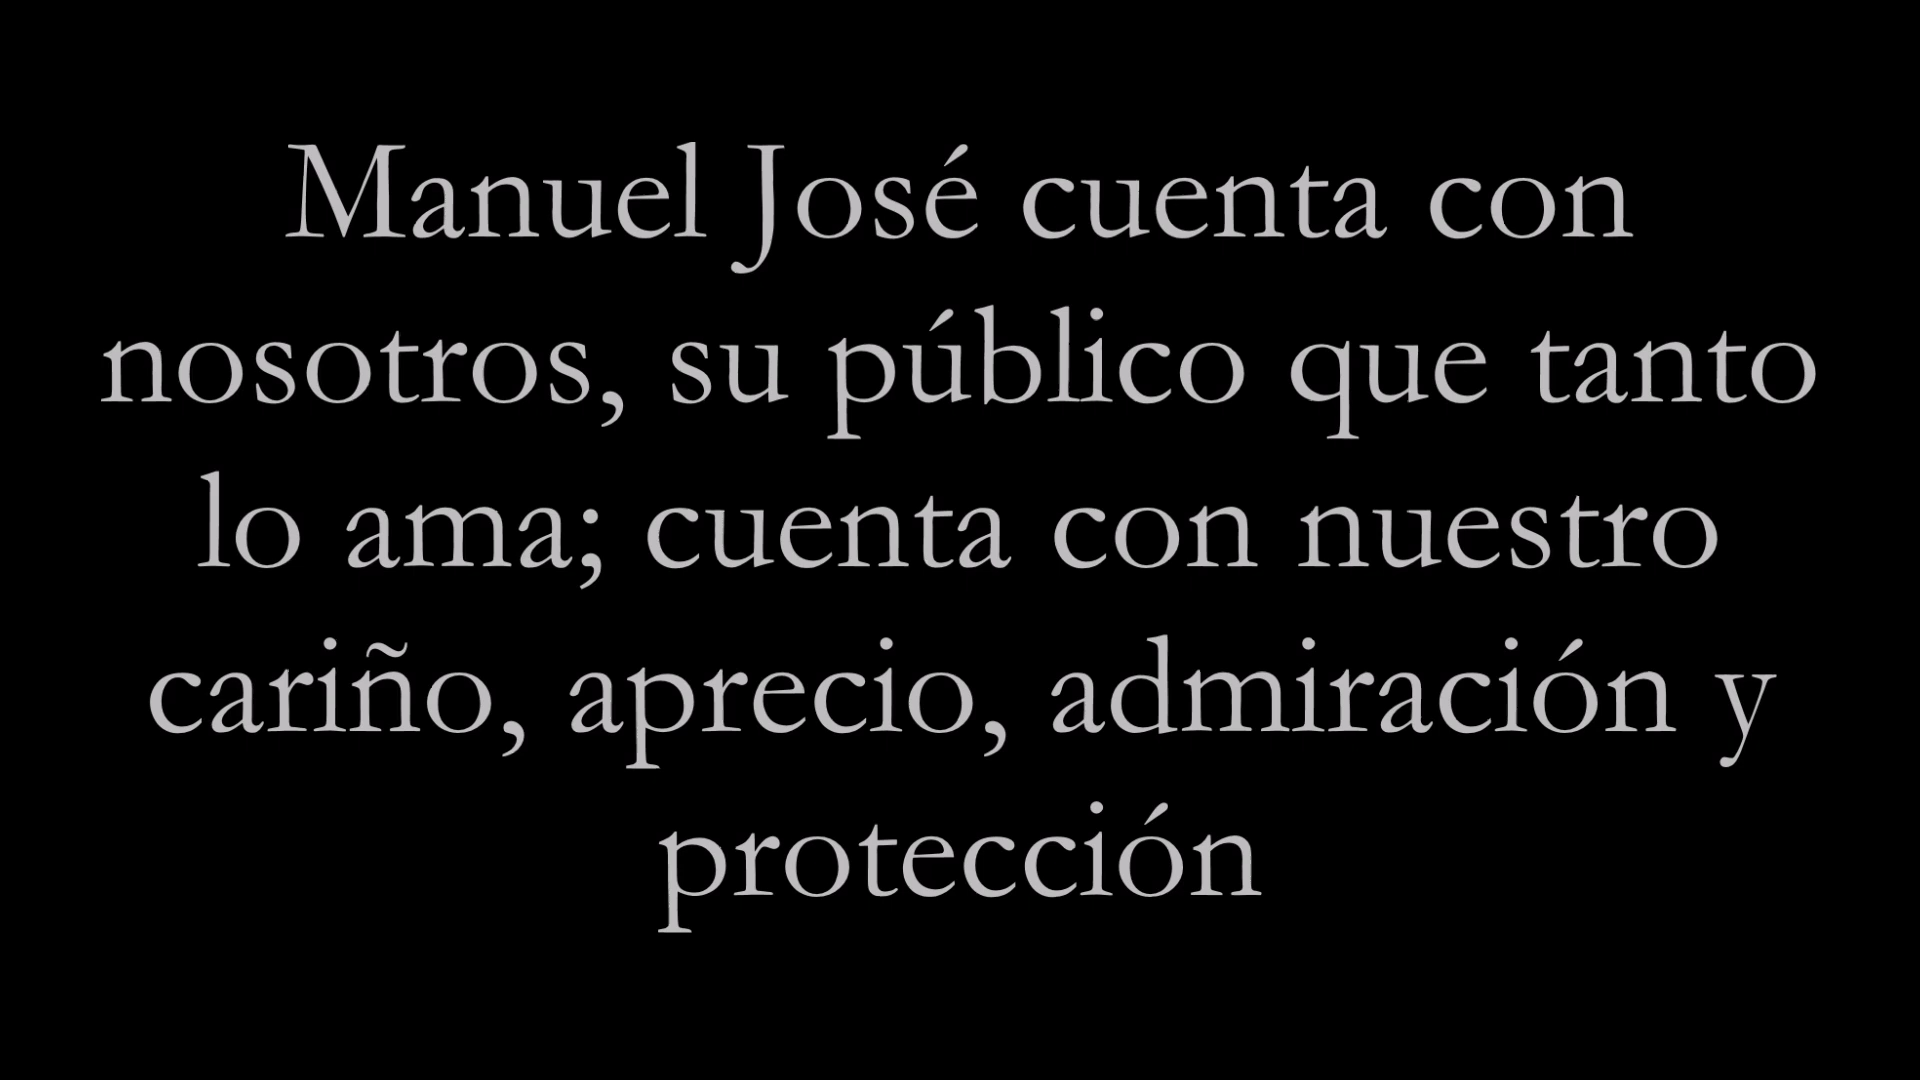 Manuel José cuenta con
nosotros, su público que tanto
lo ama; cuenta con nuestro
cariño, aprecio, admiración y
protección